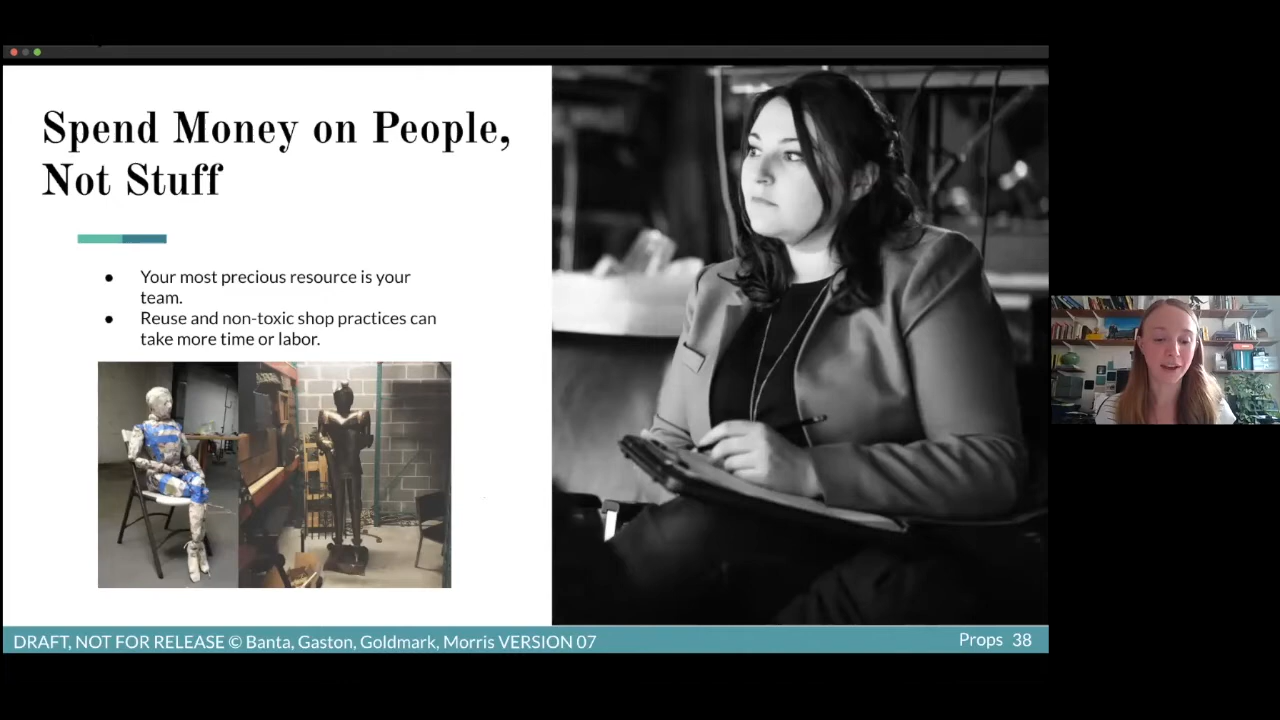 Spend Money on People,
Not Stuff
● Your most precious resource is your
team.
● Reuse and non-toxic shop practices can
take more time or labor.
DRAFT, NOT FOR RELEASE © Banta, Gaston, Goldmark, Morris VERSION 07
Props 38